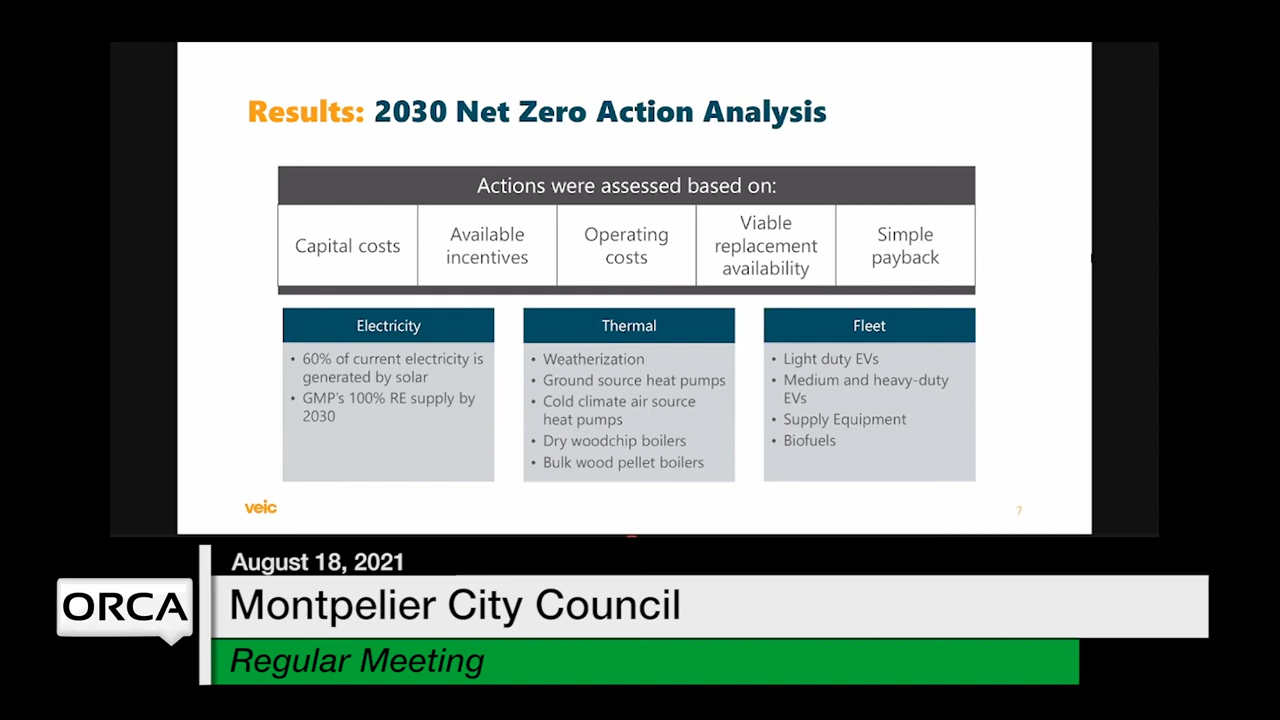 Results: 2030 Net Zero Action Analysis
Actions were assessed based on:
Capital costs
Available
incentives
Operating
costs
Viable
replacement
availability
Simple
payback
Electricity
• 60% of current electricity is
generated by solar
• GMP's 100% RE supply by
2030
Thermal
• Weatherization
• Ground source heat pumps
• Cold climate air source
heat pumps
• Dry woodchip boilers
• Bulk wood pellet boilers
Fleet
• Light duty EVs
• Medium and heavy-duty
EVs
• Supply Equipment
• Biofuels
veic
7
August 18, 2021
ORCA
Montpelier City Council
Regular Meeting